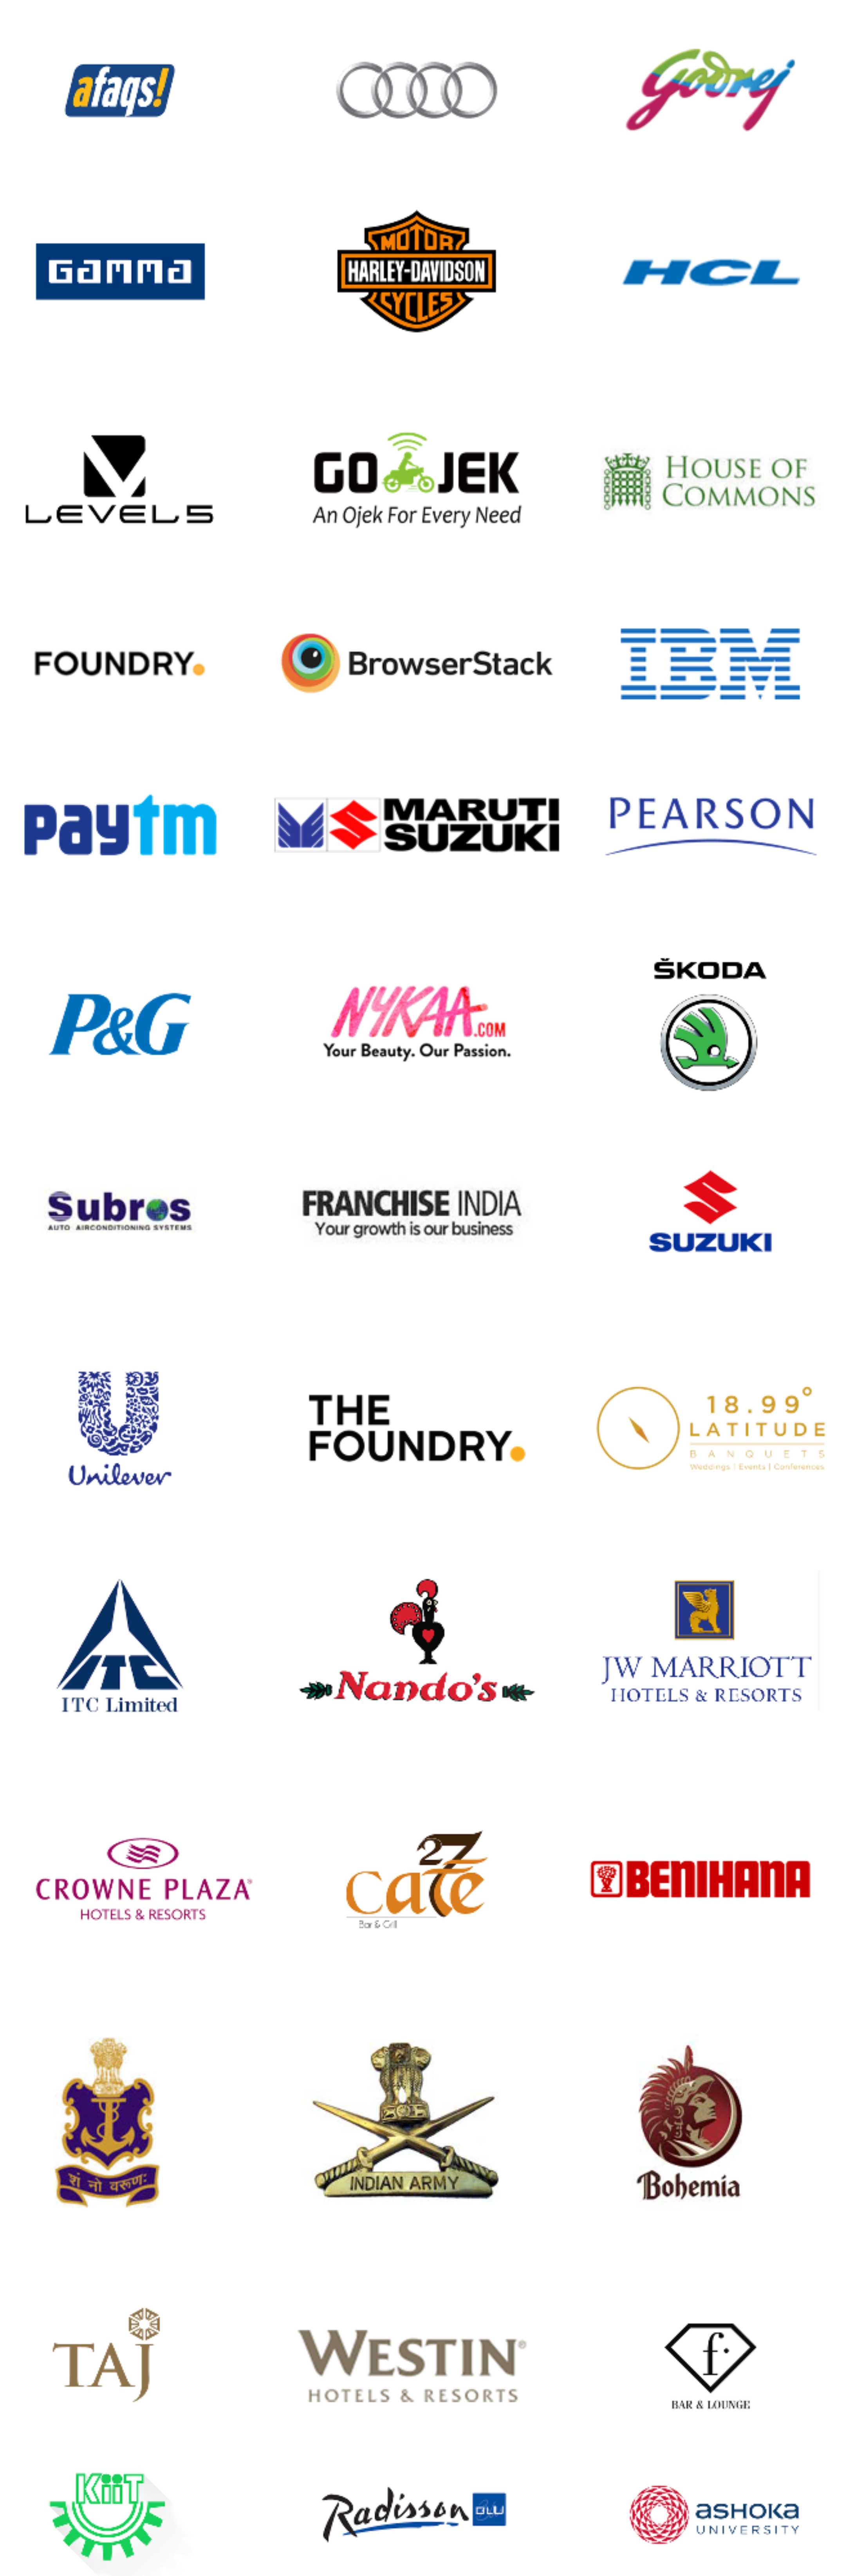 afaqs!
Godrej
Gamma
MOTOR
HARLEY-DAVIDSON
CYCLES
HCL
LEVEL5
GO JEK
An Ojek For Every Need
HOUSE OF
COMMONS
FOUNDRY.
BrowserStack
IBM
paytm
MARUTI
SUZUKI
PEARSON
P&G
NYKAA.COM
Your Beauty. Our Passion.
ŠKODA
Subros
AUTO AIRCONDITIONING SYSTEMS
FRANCHISE INDIA
Your growth is our business
SUZUKI
Unilever
THE
FOUNDRY.
18.99°
LATITUDE
BANQUETS
Weddings | Events | Conferences
ITC
ITC Limited
Nando's
JW MARRIOTT
HOTELS & RESORTS
CROWNE PLAZA®
HOTELS & RESORTS
27
Cafe
Bar & Grill
BENIHANA
शं नो वरुणः
INDIAN ARMY
Bohemia
TAJ
WESTIN®
HOTELS & RESORTS
f.
BAR & LOUNGE
KiiT
Radisson BLU
ASHOKA
UNIVERSITY